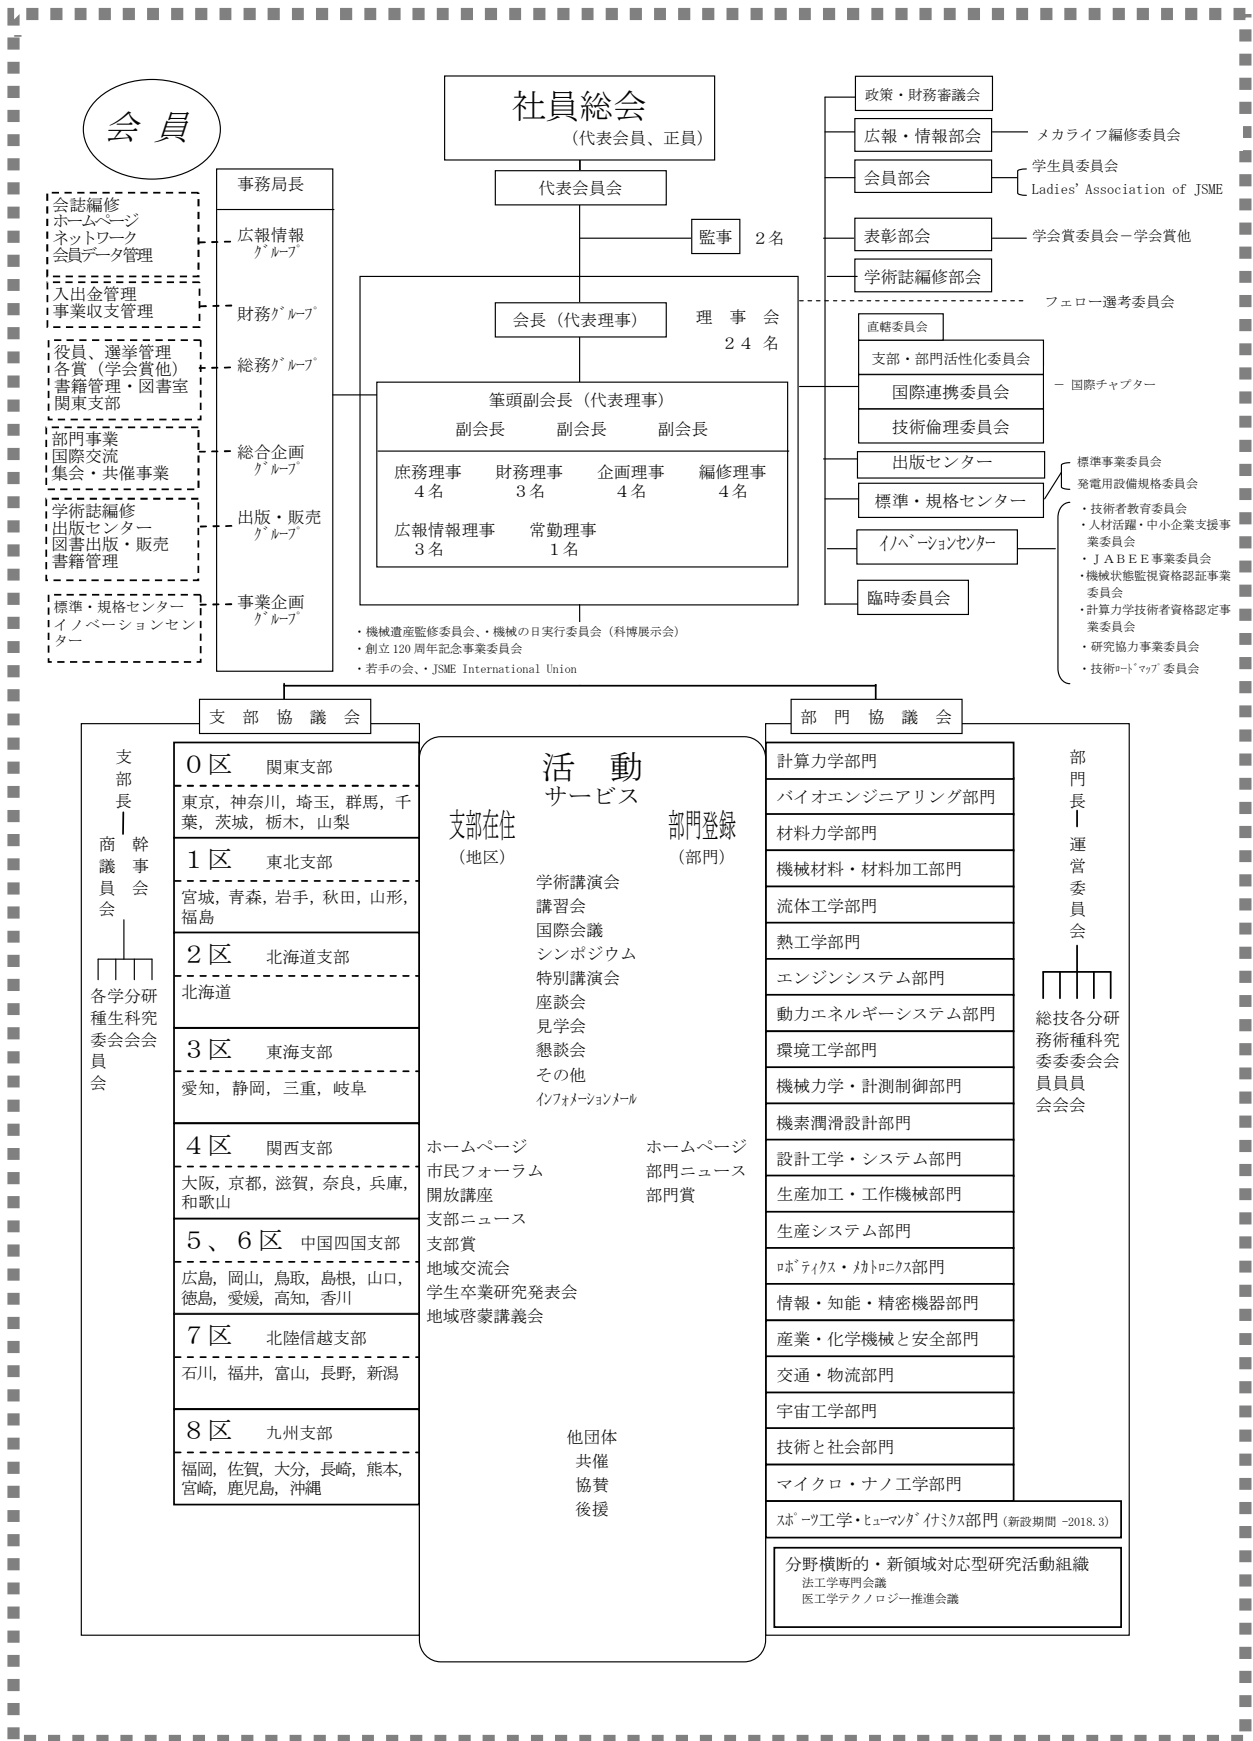 会 員
社員総会
(代表会員、正員)
代表会員会
監事 2名
会長（代表理事）
理 事 会
２４ 名
筆頭副会長（代表理事）
副会長 副会長 副会長
庶務理事 財務理事 企画理事 編修理事
４名 ３名 ４名 ４名
広報情報理事 常勤理事
３名 １名
・機械遺産監修委員会、・機械の日実行委員会（科博展示会）
・創立 120 周年記念事業委員会
・若手の会、・JSME International Union
事務局長
広報情報
ｸﾞﾙｰﾌﾟ
財務ｸﾞﾙｰﾌﾟ
総務ｸﾞﾙｰﾌﾟ
総合企画
ｸﾞﾙｰﾌﾟ
出版・販売
ｸﾞﾙｰﾌﾟ
事業企画
ｸﾞﾙｰﾌﾟ
会誌編修
ホームページ
ネットワーク
会員データ管理
入出金管理
事業収支管理
役員、選挙管理
各賞（学会賞他）
書籍管理・図書室
関東支部
部門事業
国際交流
集会・共催事業
学術誌編修
出版センター
図書出版・販売
書籍管理
標準・規格センター
イノベーションセン
ター
政策・財務審議会
広報・情報部会 メカライフ編修委員会
会員部会
学生員委員会
Ladies' Association of JSME
表彰部会 学会賞委員会－学会賞他
学術誌編修部会
フェロー選考委員会
直轄委員会
支部・部門活性化委員会
国際連携委員会 － 国際チャプター
技術倫理委員会
出版センター
標準・規格センター
標準事業委員会
発電用設備規格委員会
ｲﾉﾍﾞｰｼｮﾝｾﾝﾀｰ
・技術者教育委員会
・人材活躍・中小企業支援事
業委員会
・ＪＡＢＥＥ事業委員会
・機械状態監視資格認証事業
委員会
・計算力学技術者資格認定事
業委員会
・研究協力事業委員会
・技術ﾛｰﾄﾞﾏｯﾌﾟ委員会
臨時委員会
支 部 協 議 会
支部長
商議員会
幹事会
各種委員会
学生会
分科会
研究会
０区 関東支部
東京, 神奈川, 埼玉, 群馬, 千
葉, 茨城, 栃木, 山梨
１区 東北支部
宮城, 青森, 岩手, 秋田, 山形,
福島
２区 北海道支部
北海道
３区 東海支部
愛知, 静岡, 三重, 岐阜
４区 関西支部
大阪, 京都, 滋賀, 奈良, 兵庫,
和歌山
５、６区 中国四国支部
広島, 岡山, 鳥取, 島根, 山口,
徳島, 愛媛, 高知, 香川
７区 北陸信越支部
石川, 福井, 富山, 長野, 新潟
８区 九州支部
福岡, 佐賀, 大分, 長崎, 熊本,
宮崎, 鹿児島, 沖縄
活 動
サービス
支部在住 部門登録
（地区） （部門）
学術講演会
講習会
国際会議
シンポジウム
特別講演会
座談会
見学会
懇談会
その他
ｲﾝﾌｫﾒｰｼｮﾝﾒｰﾙ
ホームページ
市民フォーラム
開放講座
支部ニュース
支部賞
地域交流会
学生卒業研究発表会
地域啓蒙講義会
ホームページ
部門ニュース
部門賞
他団体
共催
協賛
後援
部 門 協 議 会
計算力学部門
バイオエンジニアリング部門
材料力学部門
機械材料・材料加工部門
流体工学部門
熱工学部門
エンジンシステム部門
動力エネルギーシステム部門
環境工学部門
機械力学・計測制御部門
機素潤滑設計部門
設計工学・システム部門
生産加工・工作機械部門
生産システム部門
ﾛﾎﾞﾃｨｸｽ・ﾒｶﾄﾛﾆｸｽ部門
情報・知能・精密機器部門
産業・化学機械と安全部門
交通・物流部門
宇宙工学部門
技術と社会部門
マイクロ・ナノ工学部門
ｽﾎﾟｰﾂ工学・ﾋｭｰﾏﾝﾀﾞｲﾅﾐｸｽ部門(新設期間 -2018.3)
分野横断的・新領域対応型研究活動組織
法工学専門会議
医工学テクノロジー推進会議
部門長
運営委員会
総務委員会
技術委員会
各種委員会
分科会
研究会